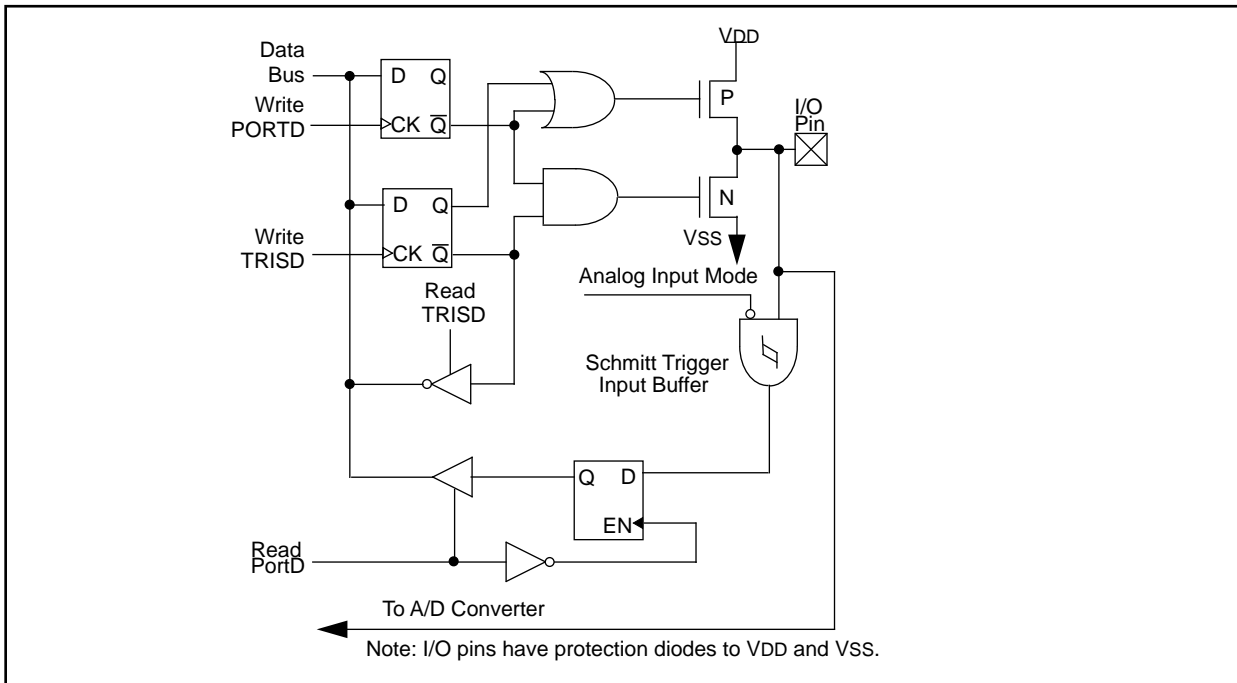 Data
Bus
Write
PORTD
D Q
CK Q̅
VDD
P
I/O
Pin
N
VSS
Write
TRISD
D Q
CK Q̅
Read
TRISD
Analog Input Mode
Schmitt Trigger
Input Buffer
Q D
EN
Read
PortD
To A/D Converter
Note: I/O pins have protection diodes to VDD and VSS.